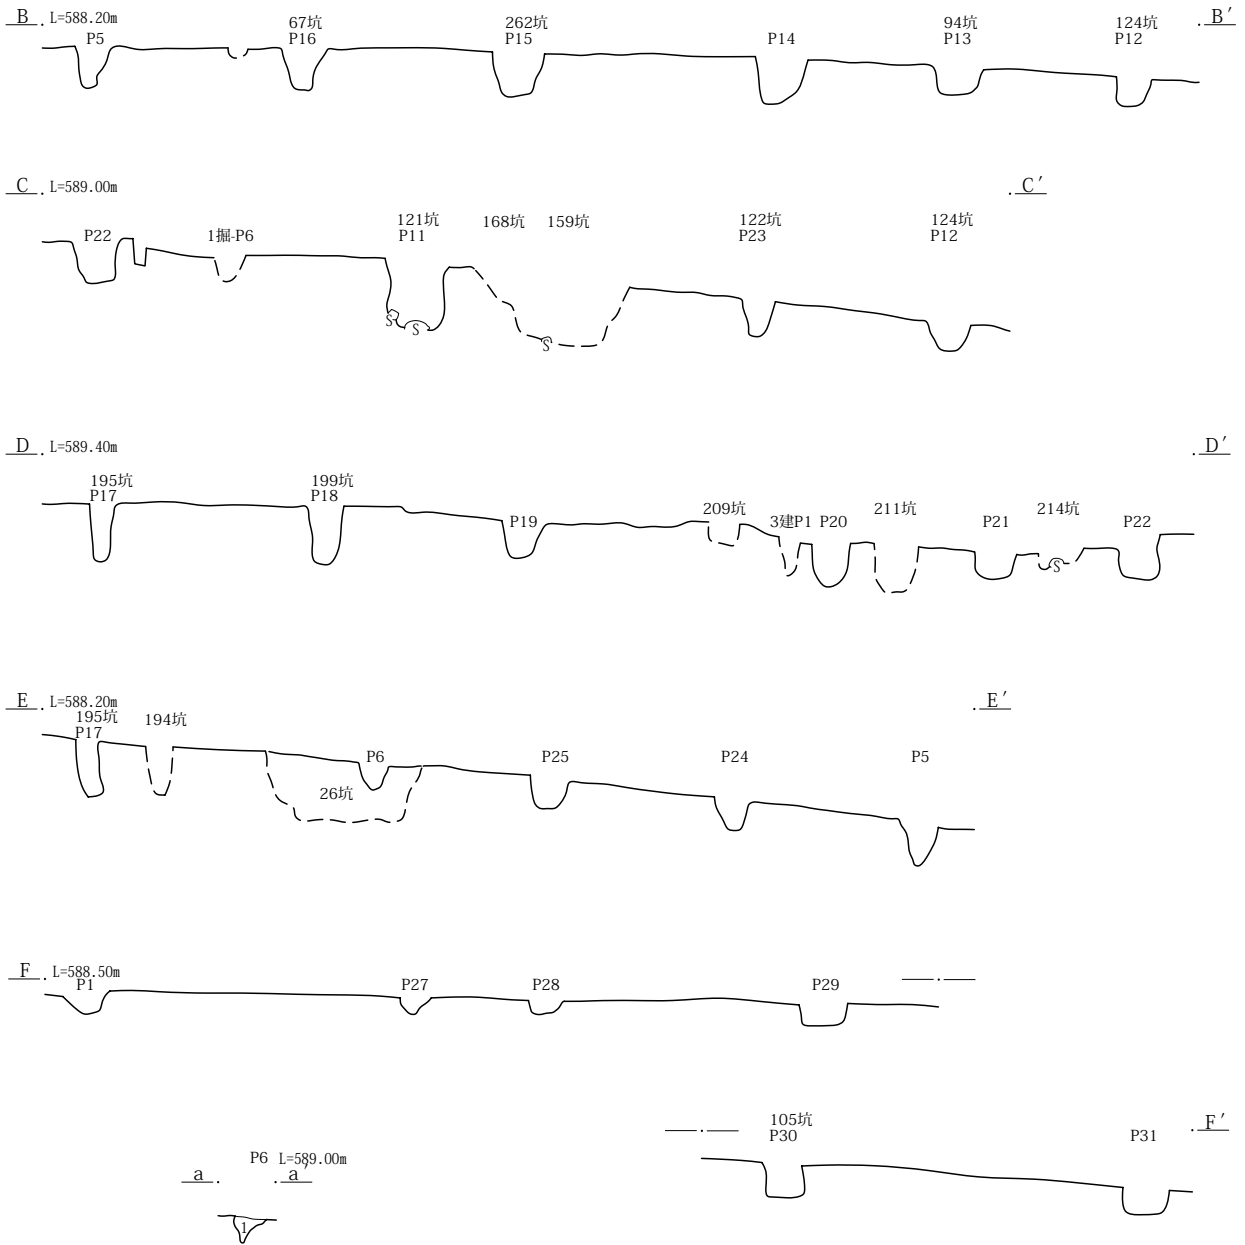 B L=588.20m B′
67坑 262坑 94坑 124坑
P5 P16 P15 P14 P13 P12
C L=589.00m C′
121坑 168坑 159坑 122坑 124坑
P22 1掘-P6 P11 P23 P12
S S
S
D L=589.40m D′
195坑 199坑
P17 P18
209坑 211坑 214坑
P19 3建P1 P20 P21 P22
S
E L=588.20m E′
195坑 194坑
P17
P6 P25 P24 P5
26坑
F L=588.50m
P1 P27 P28 P29
105坑 F′
P30 P31
P6 L=589.00m
a a′
1